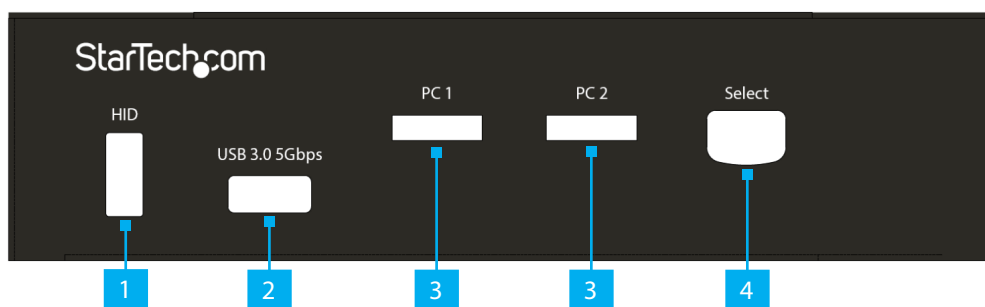 StarTech.com
HID
USB 3.0 5Gbps
PC 1
PC 2
Select
1
2
3
3
4